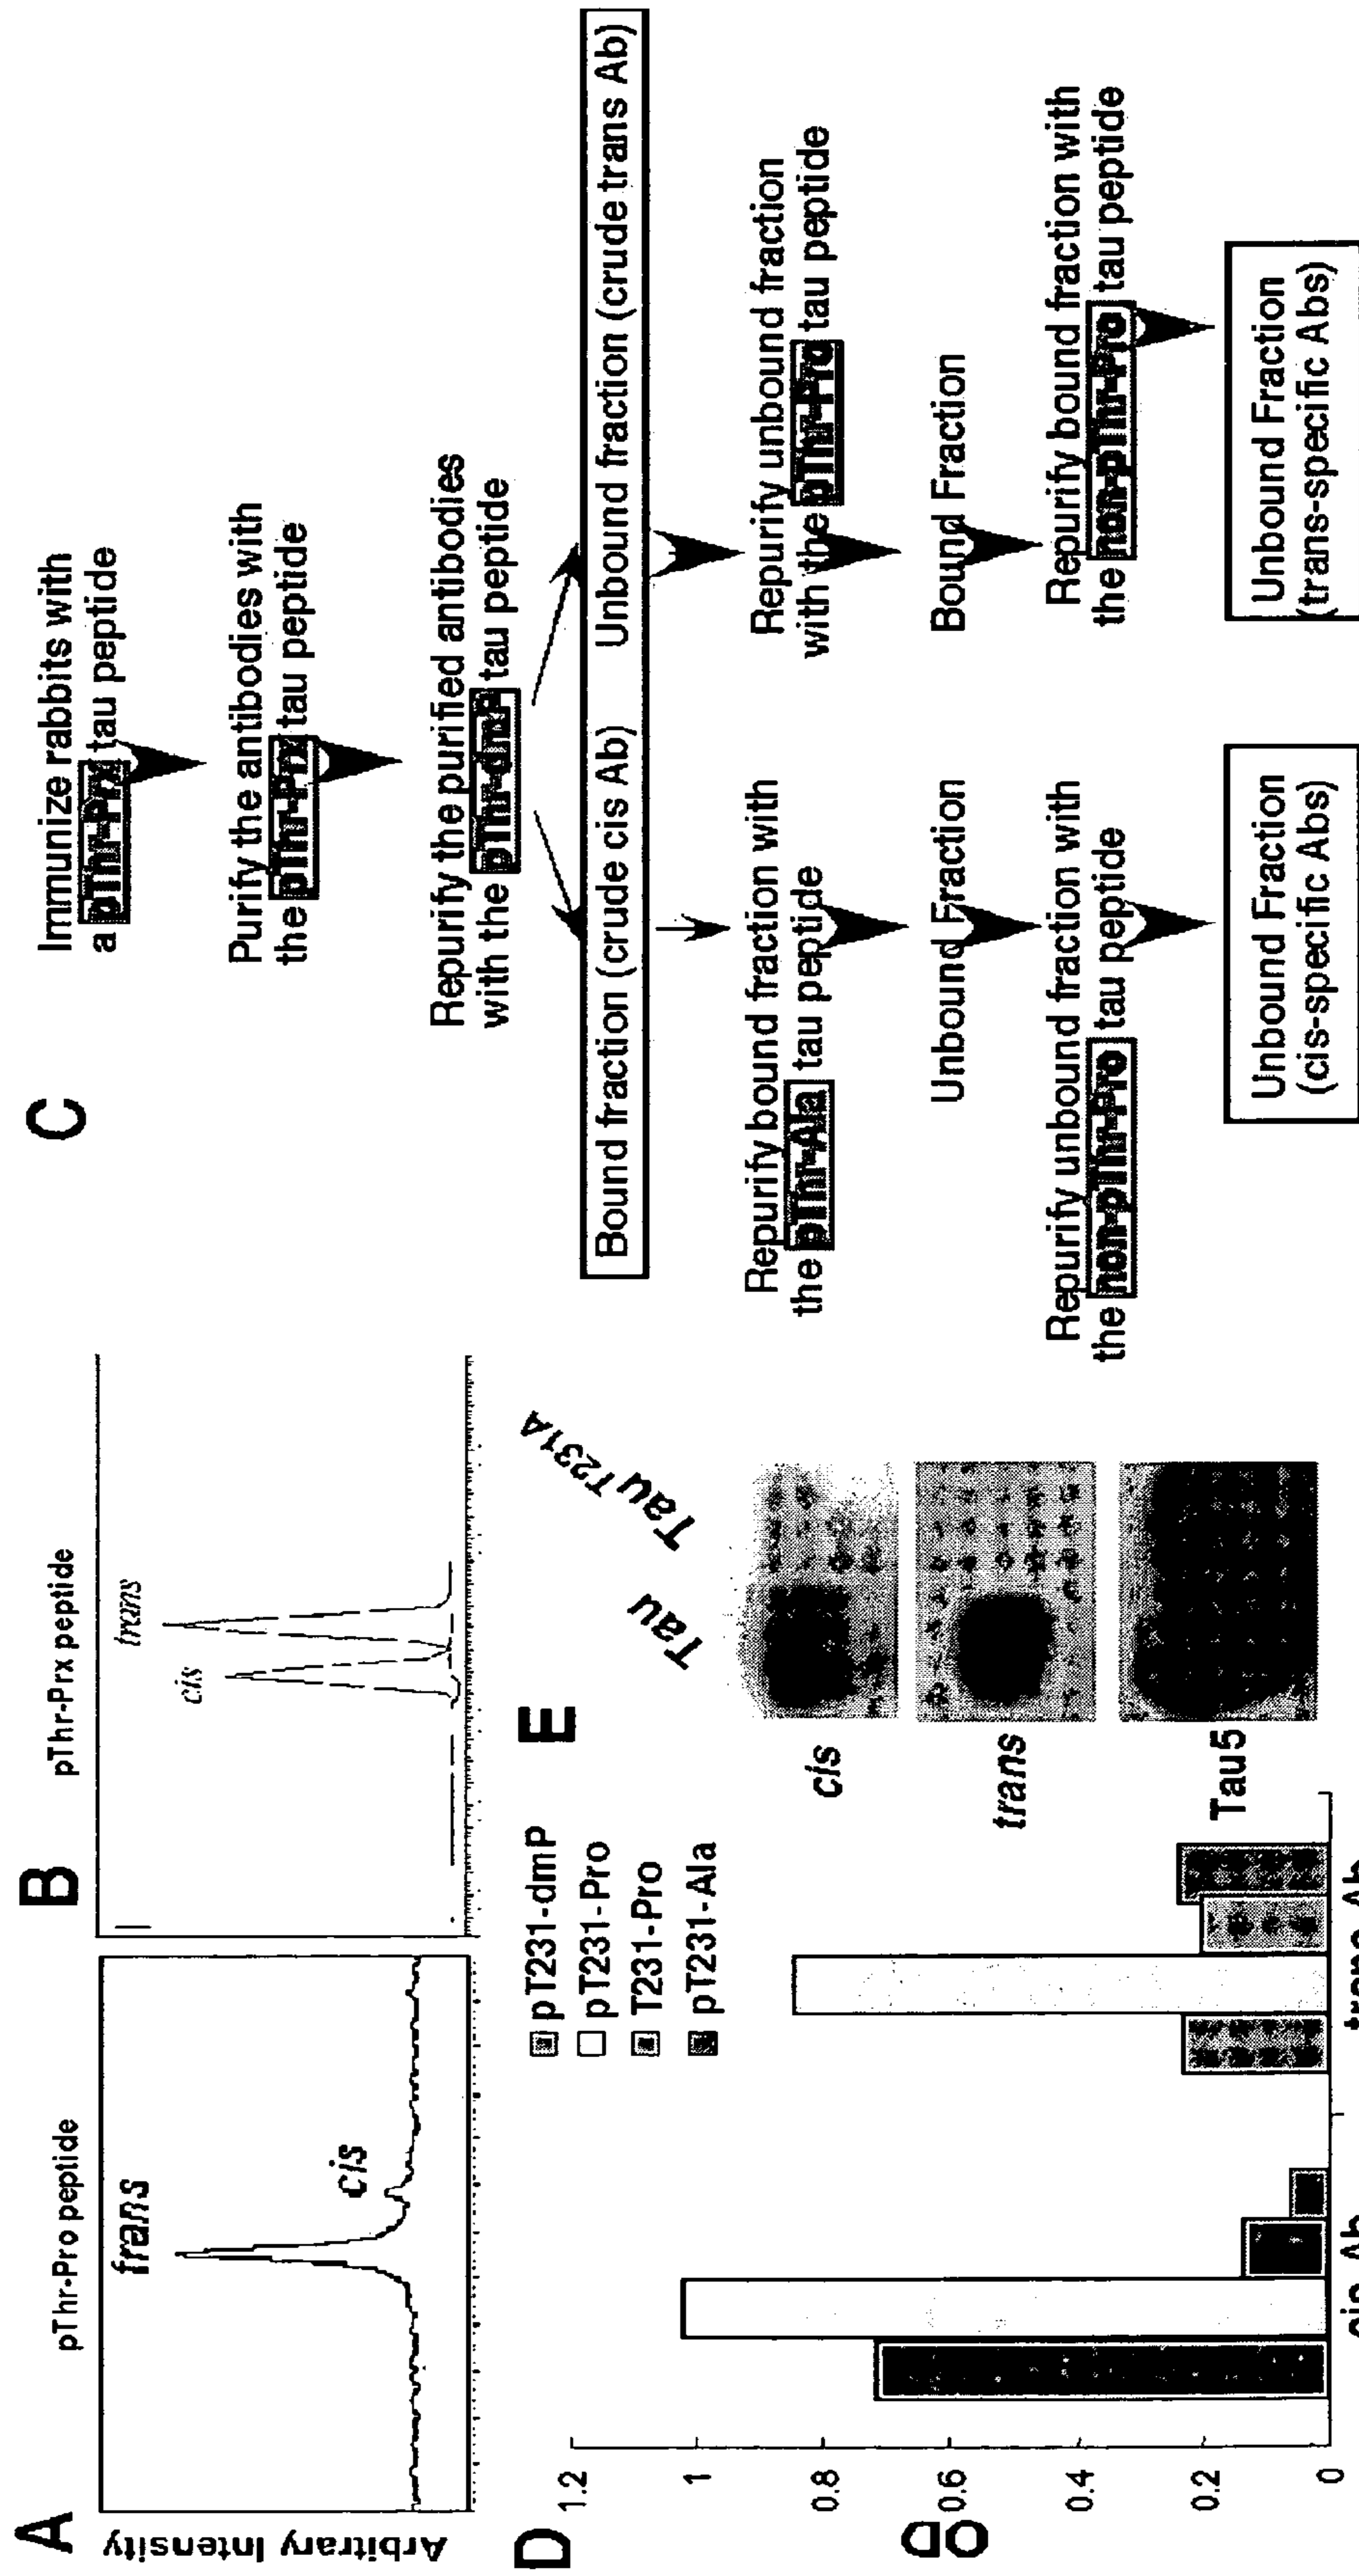 A
pThr-Pro peptide
Arbitrary Intensity
trans
cis
B
pThr-Prx peptide
cis
trans
C
Immunize rabbits with
a pThr-Prx tau peptide
Purify the antibodies with
the pThr-Prx tau peptide
Repurify the purified antibodies
with the pThr-dmP tau peptide
Bound fraction (crude cis Ab)
Unbound fraction (crude trans Ab)
Repurify bound fraction with
the pThr-Ala tau peptide
Unbound Fraction
Repurify unbound fraction with
the non-pThr-Pro tau peptide
Unbound Fraction
(cis-specific Abs)
Repurify unbound fraction
with the pThr-Pro tau peptide
Bound Fraction
Repurify bound fraction with
the non-pThr-Pro tau peptide
Unbound Fraction
(trans-specific Abs)
D
OD
1.2
1
0.8
0.6
0.4
0.2
0
pT231-dmP
pT231-Pro
T231-Pro
pT231-Ala
cis Ab
trans Ab
E
Tau
Tau T231A
cis
trans
Tau5